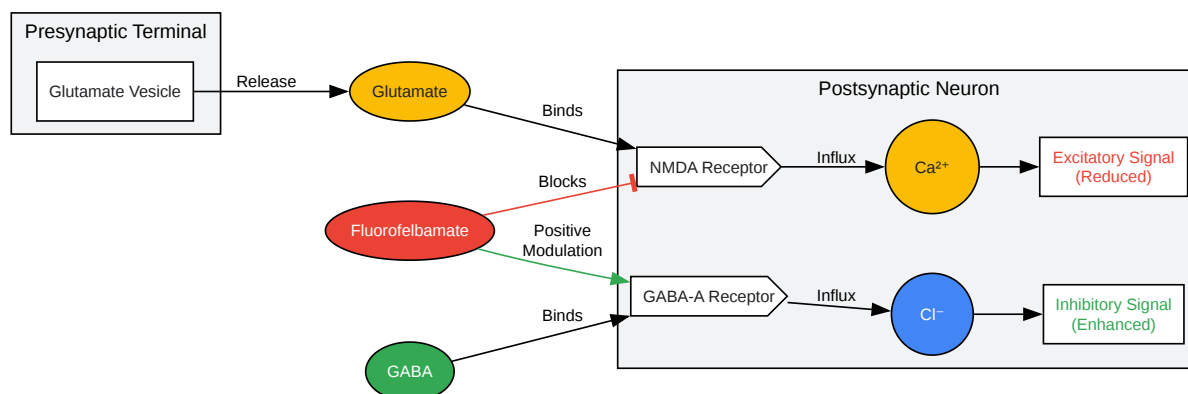 Presynaptic Terminal
Glutamate Vesicle
Release
Glutamate
Binds
Postsynaptic Neuron
NMDA Receptor
Influx
Ca²⁺
Excitatory Signal
(Reduced)
Blocks
Fluorofelbamate
Positive
Modulation
GABA-A Receptor
Influx
Cl⁻
Inhibitory Signal
(Enhanced)
Binds
GABA